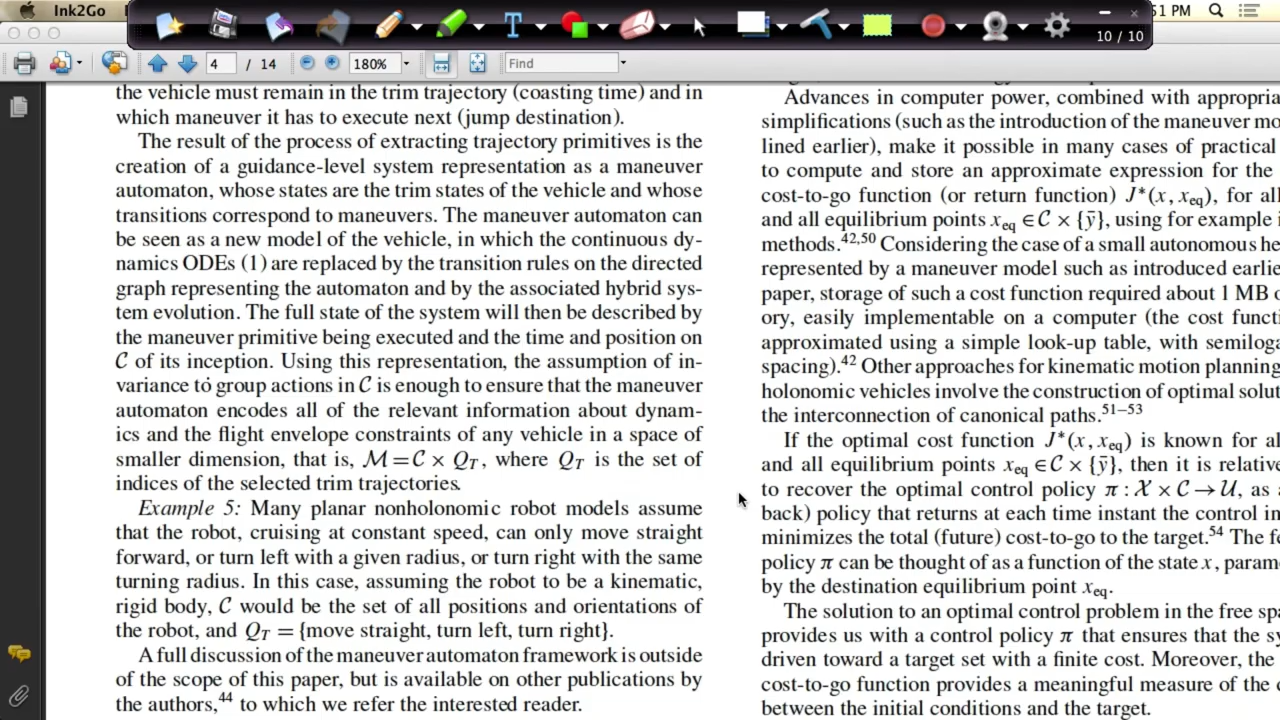 Ink2Go
51 PM
10 / 10
4 / 14
180%
Find
the vehicle must remain in the trim trajectory (coasting time) and in
which maneuver it has to execute next (jump destination).
The result of the process of extracting trajectory primitives is the
creation of a guidance-level system representation as a maneuver
automaton, whose states are the trim states of the vehicle and whose
transitions correspond to maneuvers. The maneuver automaton can
be seen as a new model of the vehicle, in which the continuous dy-
namics ODEs (1) are replaced by the transition rules on the directed
graph representing the automaton and by the associated hybrid sys-
tem evolution. The full state of the system will then be described by
the maneuver primitive being executed and the time and position on
𝒞 of its inception. Using this representation, the assumption of in-
variance to group actions in 𝒞 is enough to ensure that the maneuver
automaton encodes all of the relevant information about dynam-
ics and the flight envelope constraints of any vehicle in a space of
smaller dimension, that is, ℳ = 𝒞 × Q_T, where Q_T is the set of
indices of the selected trim trajectories.
Example 5: Many planar nonholonomic robot models assume
that the robot, cruising at constant speed, can only move straight
forward, or turn left with a given radius, or turn right with the same
turning radius. In this case, assuming the robot to be a kinematic,
rigid body, 𝒞 would be the set of all positions and orientations of
the robot, and Q_T = {move straight, turn left, turn right}.
A full discussion of the maneuver automaton framework is outside
of the scope of this paper, but is available on other publications by
the authors,44 to which we refer the interested reader.
Advances in computer power, combined with appropria
simplifications (such as the introduction of the maneuver mo
lined earlier), make it possible in many cases of practical
to compute and store an approximate expression for the
cost-to-go function (or return function) J*(x, x_eq), for all
and all equilibrium points x_eq ∈ 𝒞 × {ȳ}, using for example i
methods.42,50 Considering the case of a small autonomous he
represented by a maneuver model such as introduced earlie
paper, storage of such a cost function required about 1 MB o
ory, easily implementable on a computer (the cost functi
approximated using a simple look-up table, with semiloga
spacing).42 Other approaches for kinematic motion planning
holonomic vehicles involve the construction of optimal solut
the interconnection of canonical paths.51–53
If the optimal cost function J*(x, x_eq) is known for al
and all equilibrium points x_eq ∈ 𝒞 × {ȳ}, then it is relative
to recover the optimal control policy π : 𝒳 × 𝒞 → 𝒰, as a
back) policy that returns at each time instant the control in
minimizes the total (future) cost-to-go to the target.54 The fe
policy π can be thought of as a function of the state x, param
by the destination equilibrium point x_eq.
The solution to an optimal control problem in the free spa
provides us with a control policy π that ensures that the sy
driven toward a target set with a finite cost. Moreover, the
cost-to-go function provides a meaningful measure of the d
between the initial conditions and the target.